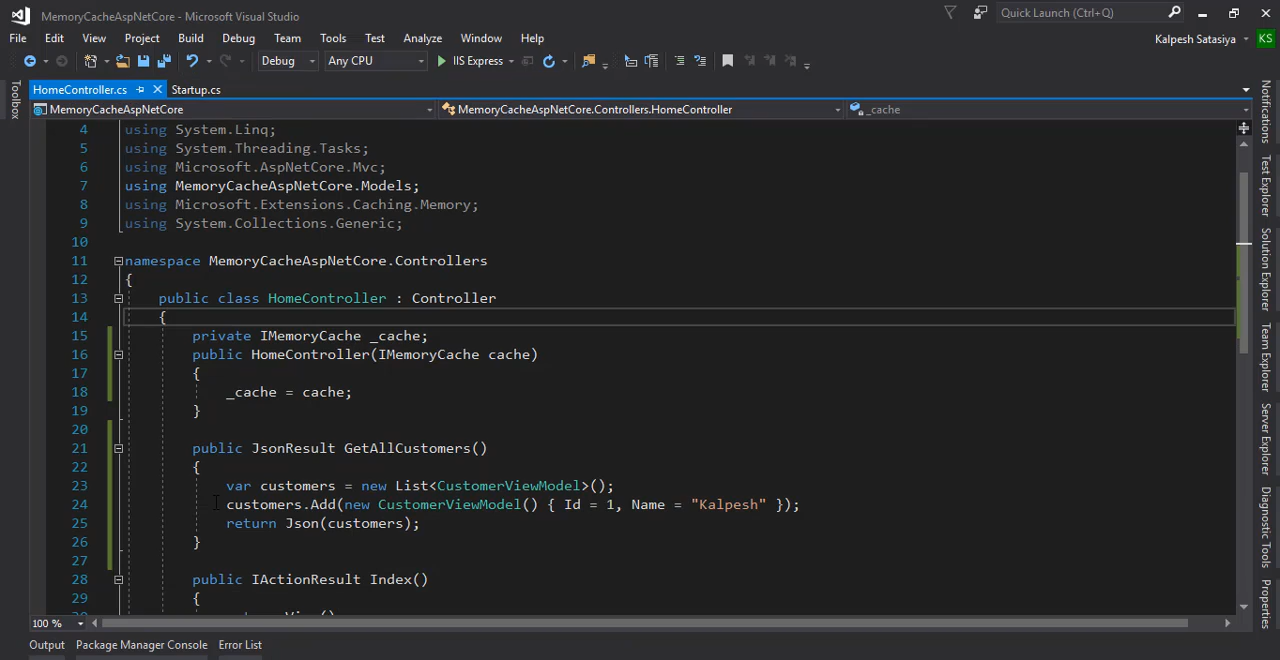 MemoryCacheAspNetCore - Microsoft Visual Studio
Quick Launch (Ctrl+Q)
File Edit View Project Build Debug Team Tools Test Analyze Window Help
Kalpesh Satasiya KS
Debug Any CPU IIS Express
HomeController.cs Startup.cs
MemoryCacheAspNetCore MemoryCacheAspNetCore.Controllers.HomeController _cache
4 using System.Linq;
5 using System.Threading.Tasks;
6 using Microsoft.AspNetCore.Mvc;
7 using MemoryCacheAspNetCore.Models;
8 using Microsoft.Extensions.Caching.Memory;
9 using System.Collections.Generic;
10
11 namespace MemoryCacheAspNetCore.Controllers
12 {
13 public class HomeController : Controller
14 {
15 private IMemoryCache _cache;
16 public HomeController(IMemoryCache cache)
17 {
18 _cache = cache;
19 }
20
21 public JsonResult GetAllCustomers()
22 {
23 var customers = new List<CustomerViewModel>();
24 customers.Add(new CustomerViewModel() { Id = 1, Name = "Kalpesh" });
25 return Json(customers);
26 }
27
28 public IActionResult Index()
29 {
100 %
Output Package Manager Console Error List
Toolbox
Notifications
Test Explorer
Solution Explorer
Team Explorer
Server Explorer
Diagnostic Tools
Properties